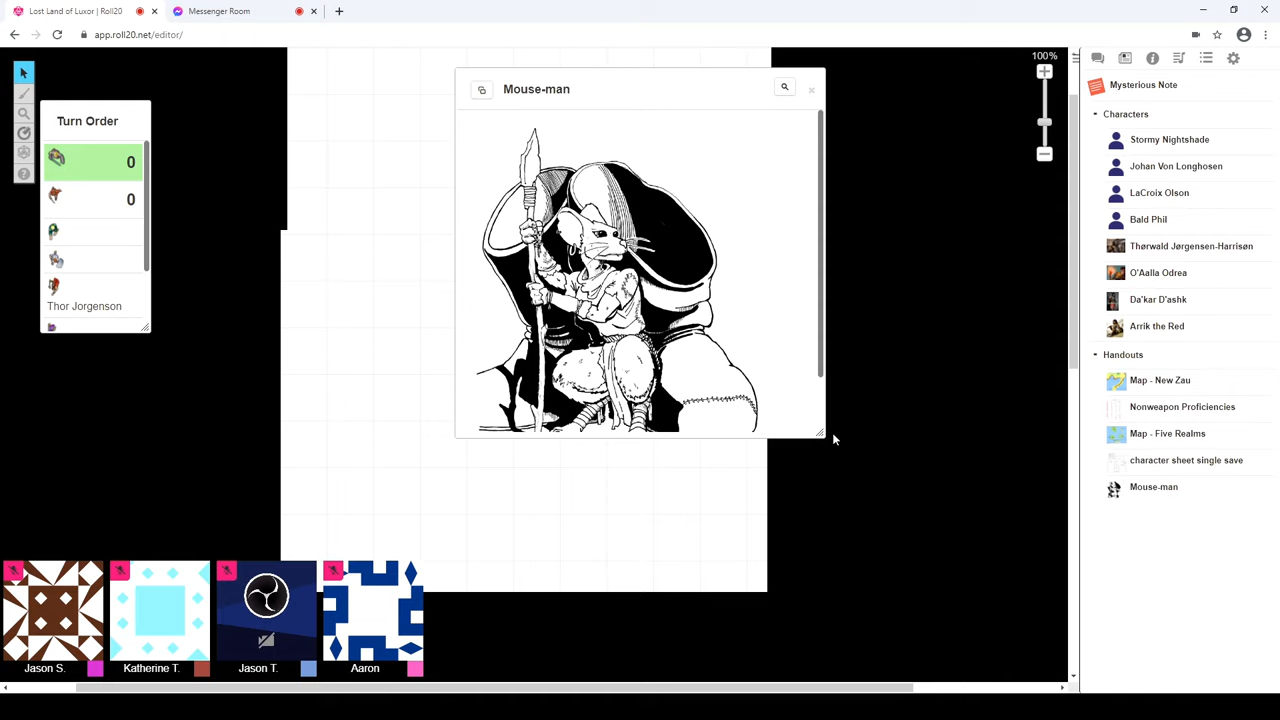 Lost Land of Luxor | Roll20
Messenger Room
app.roll20.net/editor/
100%
Turn Order
0
0
Thor Jorgenson
Mouse-man
Mysterious Note
Characters
Stormy Nightshade
Johan Von Longhosen
LaCroix Olson
Bald Phil
Thørwald Jørgensen-Harrisøn
O'Aalla Odrea
Da'kar D'ashk
Arrik the Red
Handouts
Map - New Zau
Nonweapon Proficiencies
Map - Five Realms
character sheet single save
Mouse-man
Jason S.
Katherine T.
Jason T.
Aaron